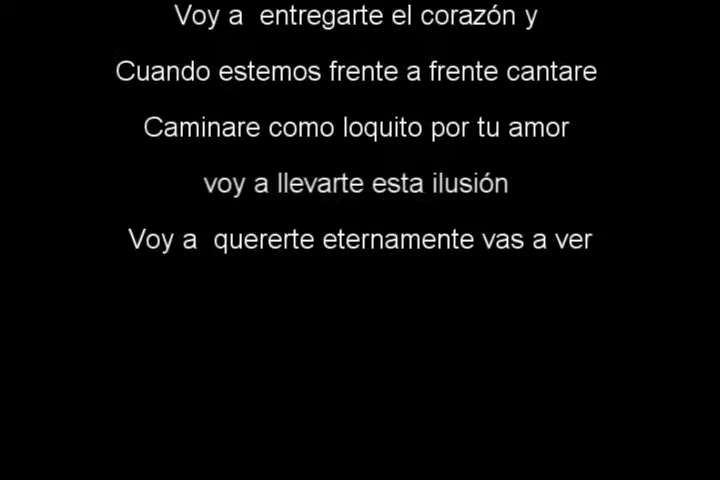 Voy a  entregarte el corazón y
Cuando estemos frente a frente cantare
Caminare como loquito por tu amor
voy a llevarte esta ilusión
Voy a  quererte eternamente vas a ver